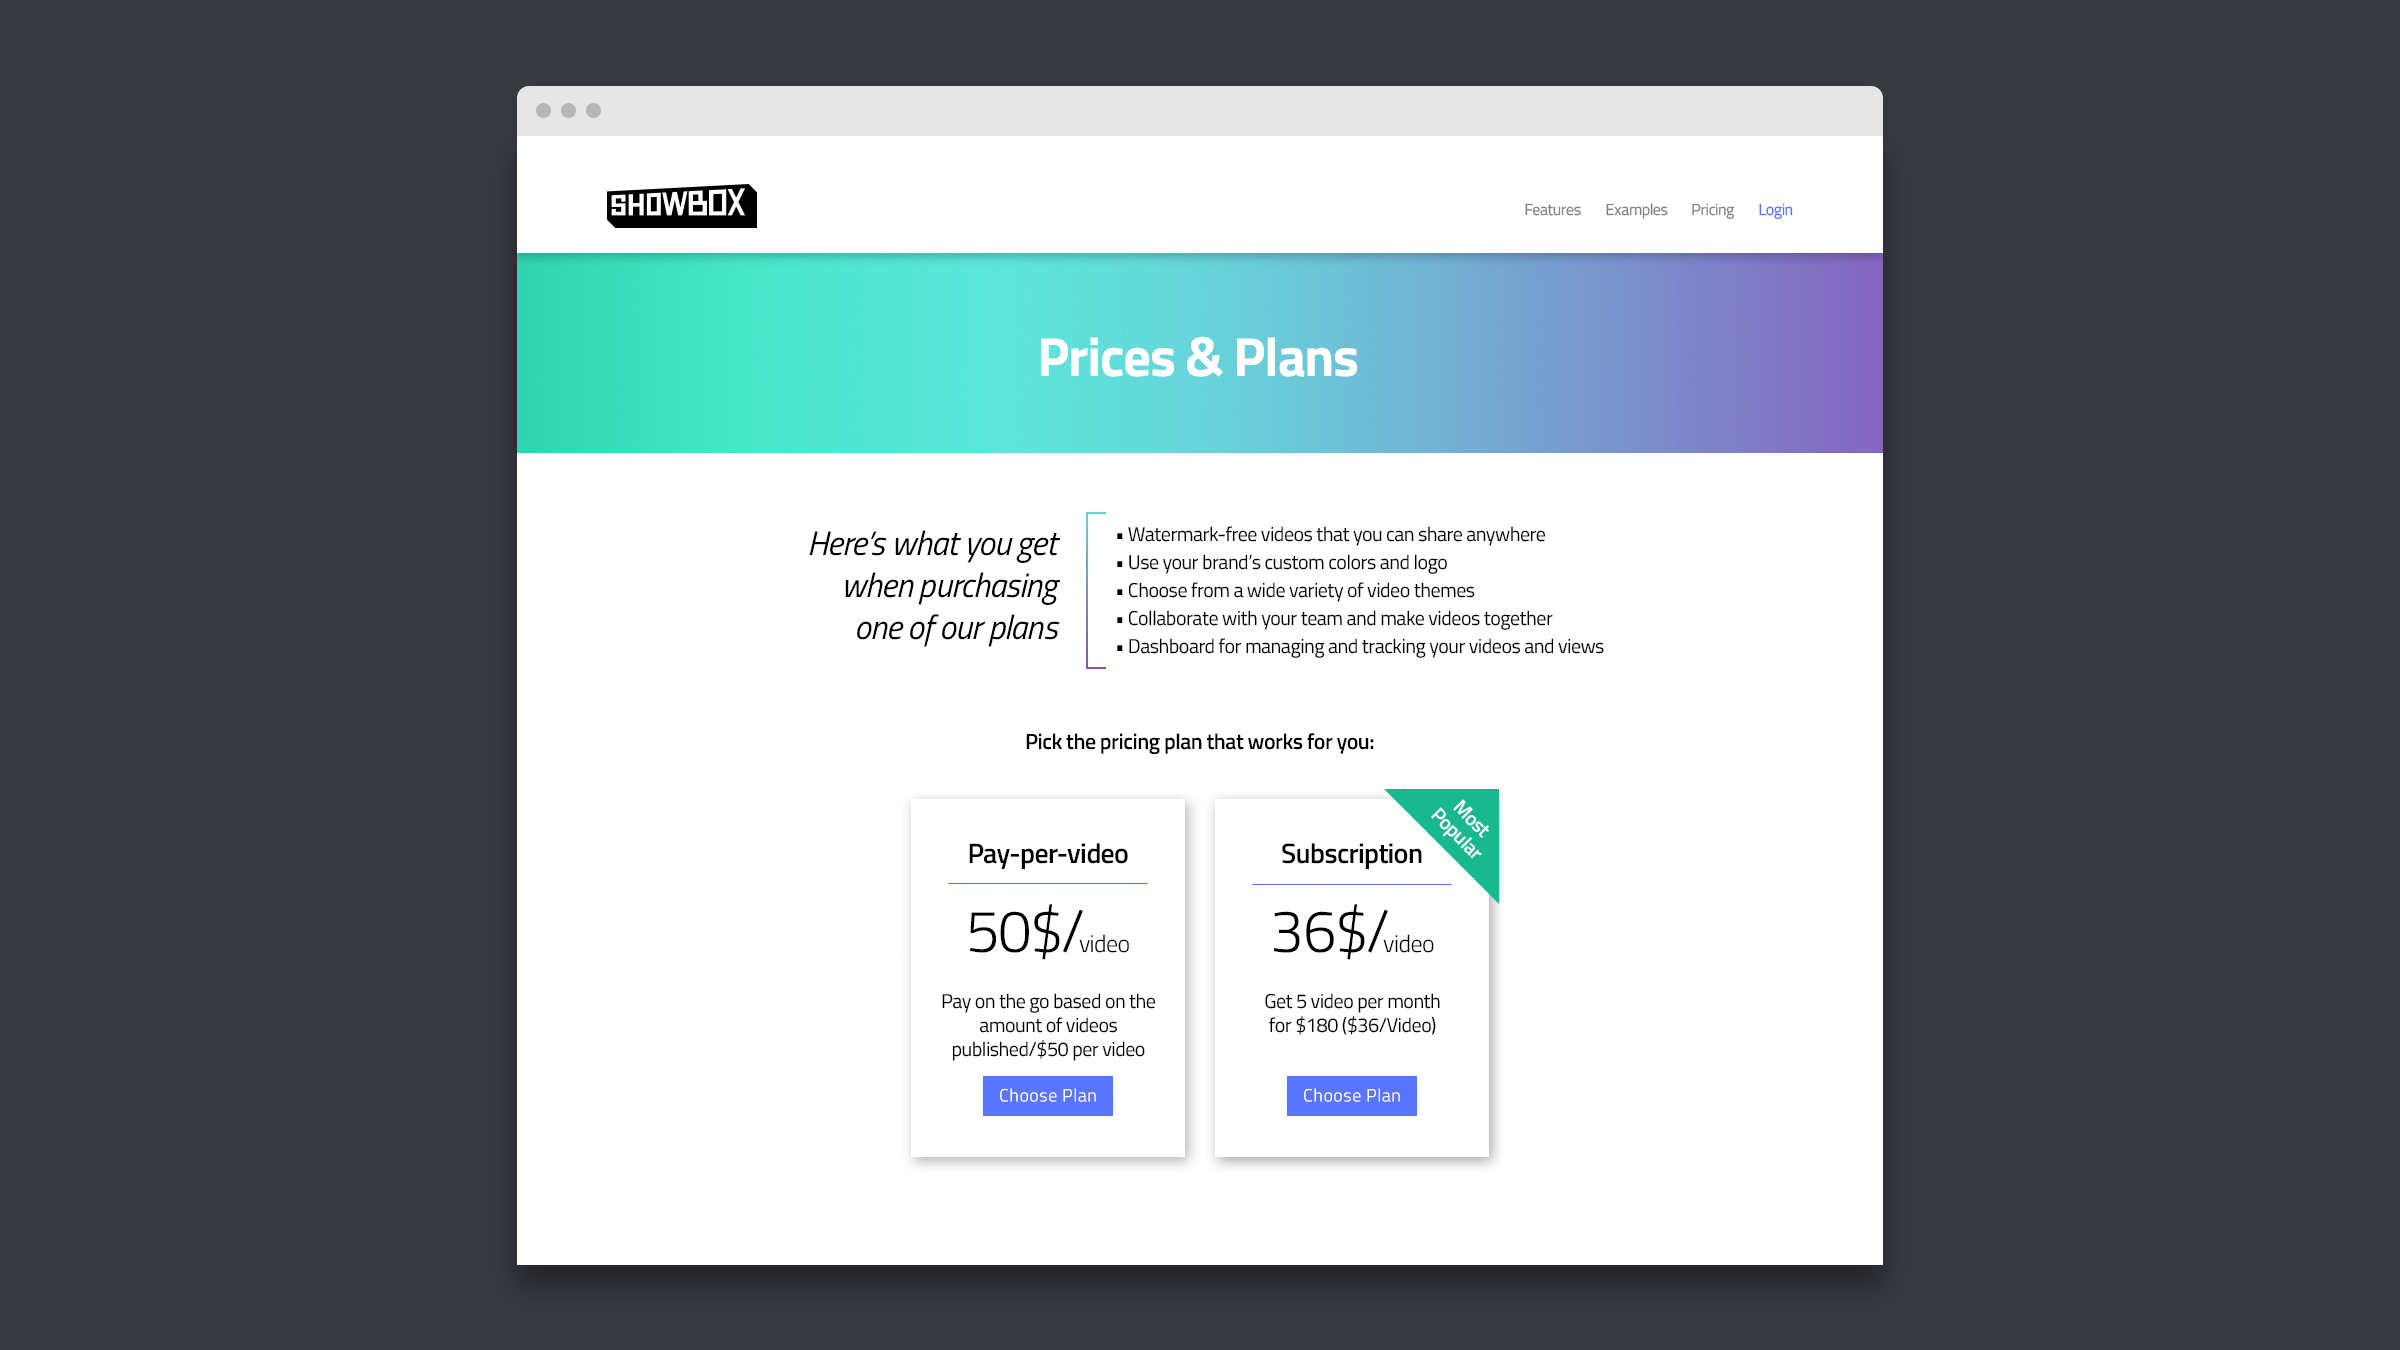 SHOWBOX
Features Examples Pricing Login
Prices & Plans
Here's what you get
when purchasing
one of our plans
▪ Watermark-free videos that you can share anywhere
▪ Use your brand's custom colors and logo
▪ Choose from a wide variety of video themes
▪ Collaborate with your team and make videos together
▪ Dashboard for managing and tracking your videos and views
Pick the pricing plan that works for you:
Pay-per-video
50$/video
Pay on the go based on the
amount of videos
published/$50 per video
Choose Plan
Most
Popular
Subscription
36$/video
Get 5 video per month
for $180 ($36/Video)
Choose Plan